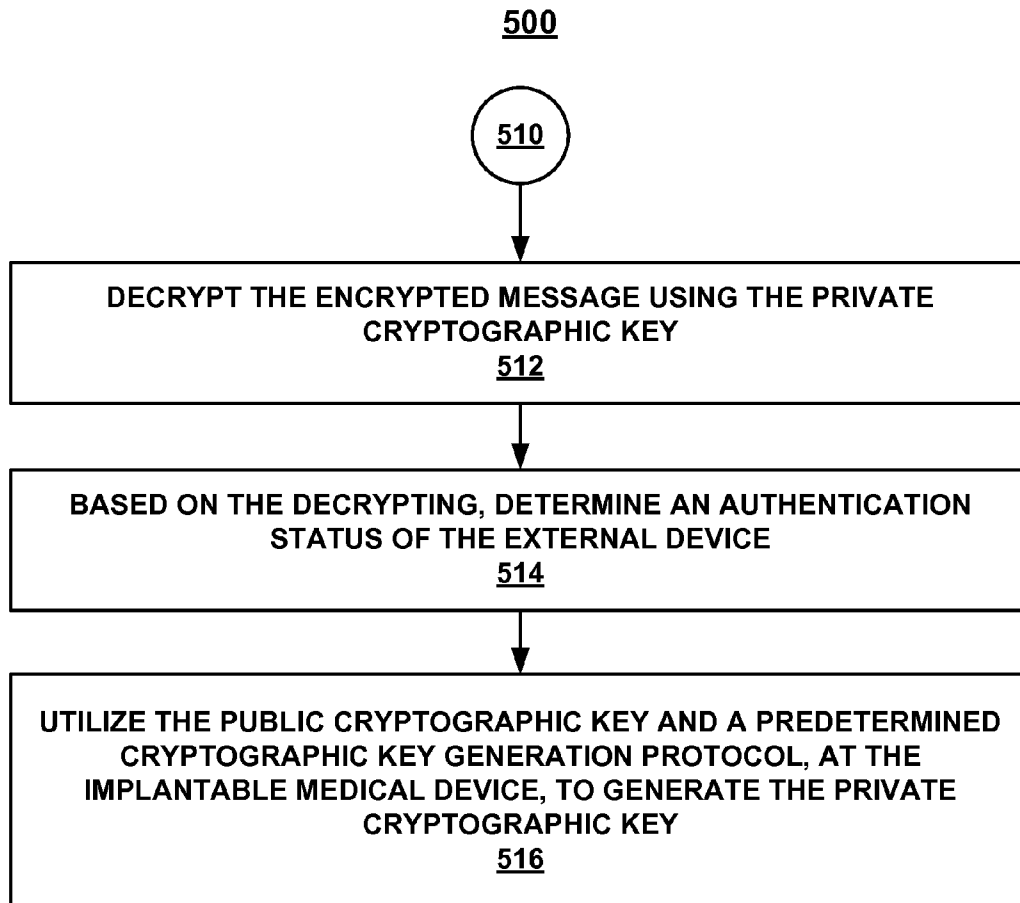 500
510
DECRYPT THE ENCRYPTED MESSAGE USING THE PRIVATE
CRYPTOGRAPHIC KEY
512
BASED ON THE DECRYPTING, DETERMINE AN AUTHENTICATION
STATUS OF THE EXTERNAL DEVICE
514
UTILIZE THE PUBLIC CRYPTOGRAPHIC KEY AND A PREDETERMINED
CRYPTOGRAPHIC KEY GENERATION PROTOCOL, AT THE
IMPLANTABLE MEDICAL DEVICE, TO GENERATE THE PRIVATE
CRYPTOGRAPHIC KEY
516